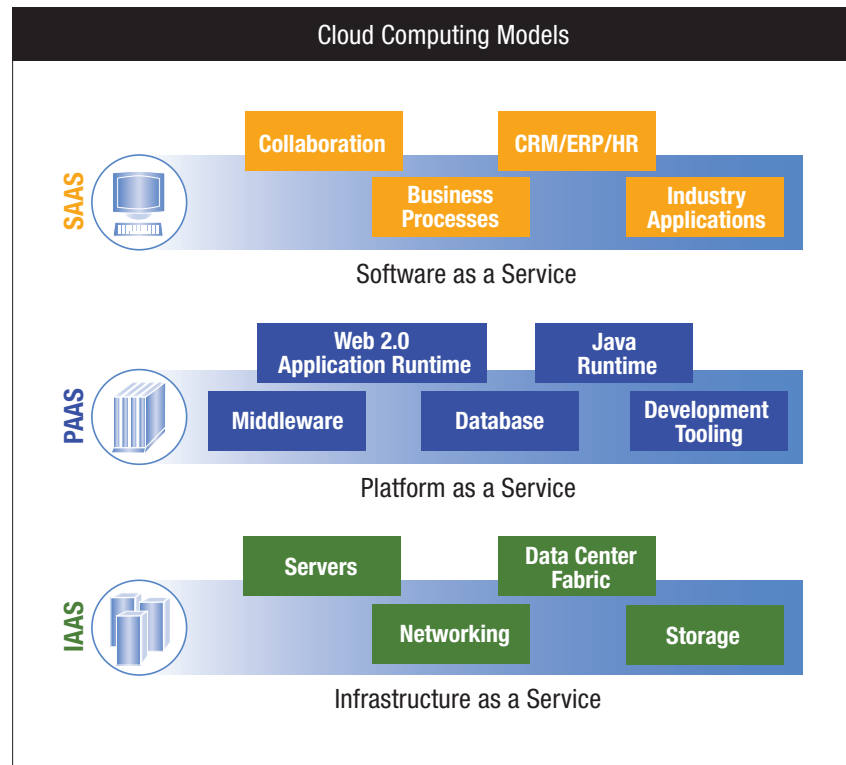 Cloud Computing Models
SAAS
Collaboration
CRM/ERP/HR
Business
Processes
Industry
Applications
Software as a Service
PAAS
Web 2.0
Application Runtime
Java
Runtime
Middleware
Database
Development
Tooling
Platform as a Service
IAAS
Servers
Data Center
Fabric
Networking
Storage
Infrastructure as a Service